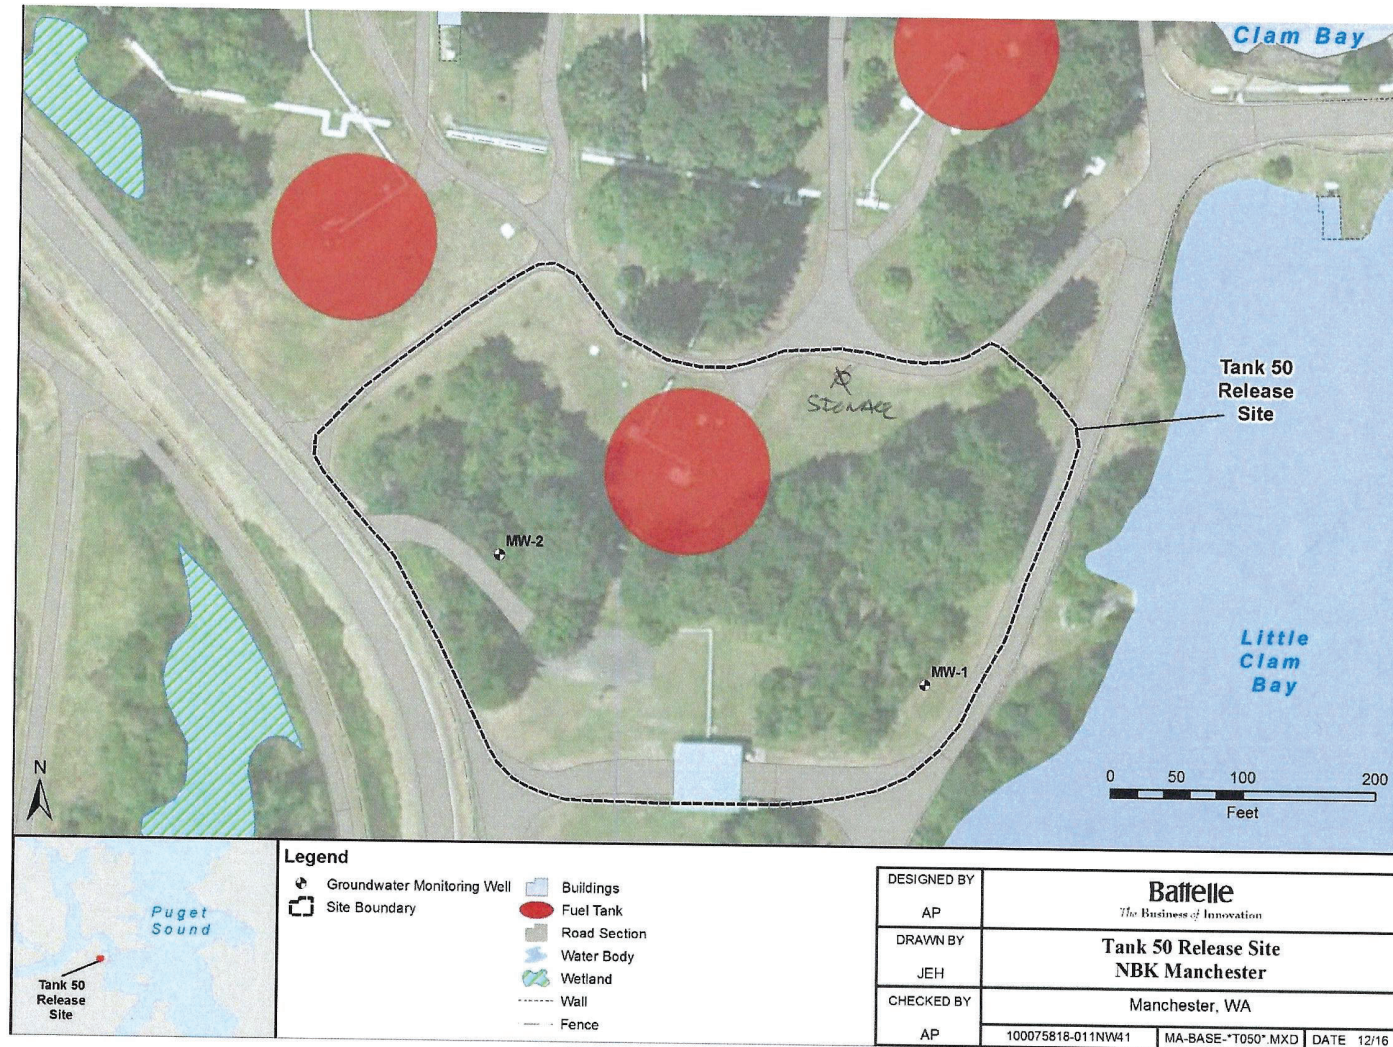 Clam Bay
Tank 50
Release
Site
SIGNAGE
MW-2
MW-1
Little
Clam
Bay
N
0 50 100 200
Feet
Puget
Sound
Tank 50
Release
Site
Legend
Groundwater Monitoring Well
Site Boundary
Buildings
Fuel Tank
Road Section
Water Body
Wetland
Wall
Fence
DESIGNED BY
AP
DRAWN BY
JEH
CHECKED BY
AP
Battelle
The Business of Innovation
Tank 50 Release Site
NBK Manchester
Manchester, WA
100075818-011NW41
MA-BASE-*T050*.MXD
DATE 12/16